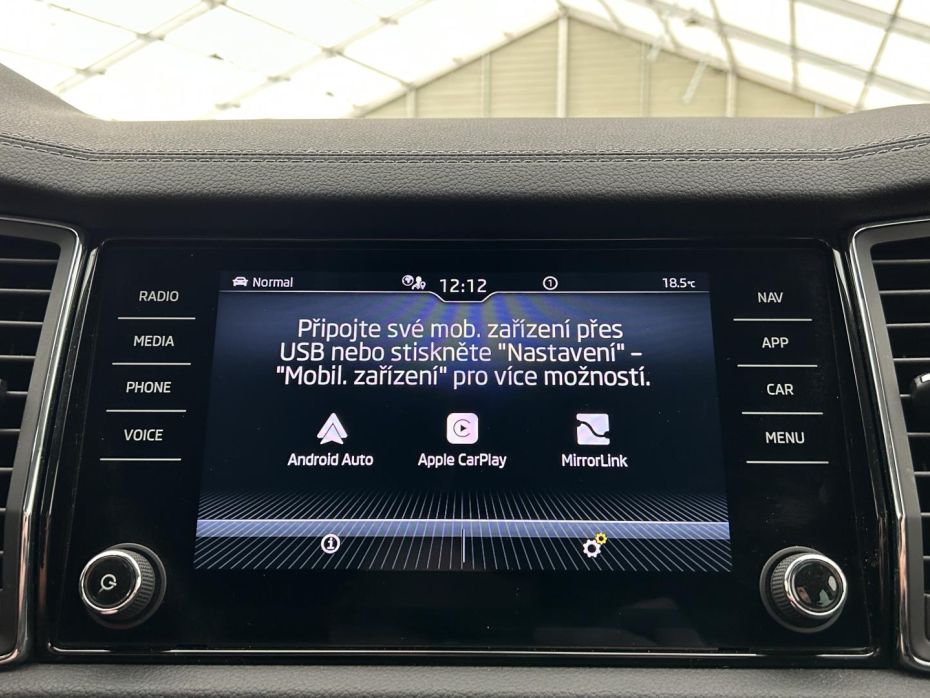 Normal
12:12
1
18.5°C
RADIO
MEDIA
PHONE
VOICE
NAV
APP
CAR
MENU
Připojte své mob. zařízení přes
USB nebo stiskněte "Nastavení" –
"Mobil. zařízení" pro více možností.
Android Auto
Apple CarPlay
MirrorLink